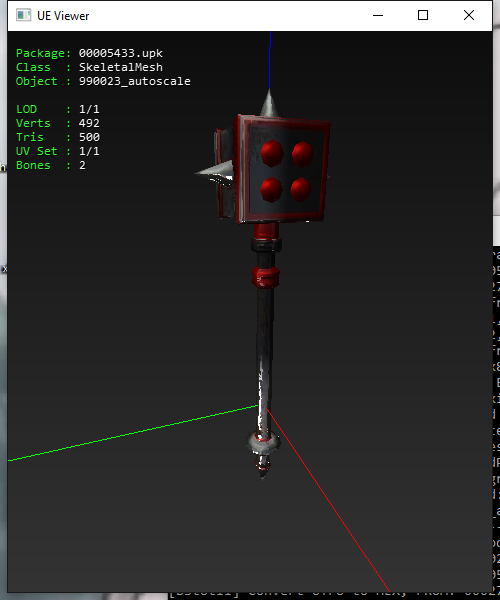 UE Viewer
Package: 00005433.upk
Class : SkeletalMesh
Object : 990023_autoscale
LOD : 1/1
Verts : 492
Tris : 500
UV Set : 1/1
Bones : 2